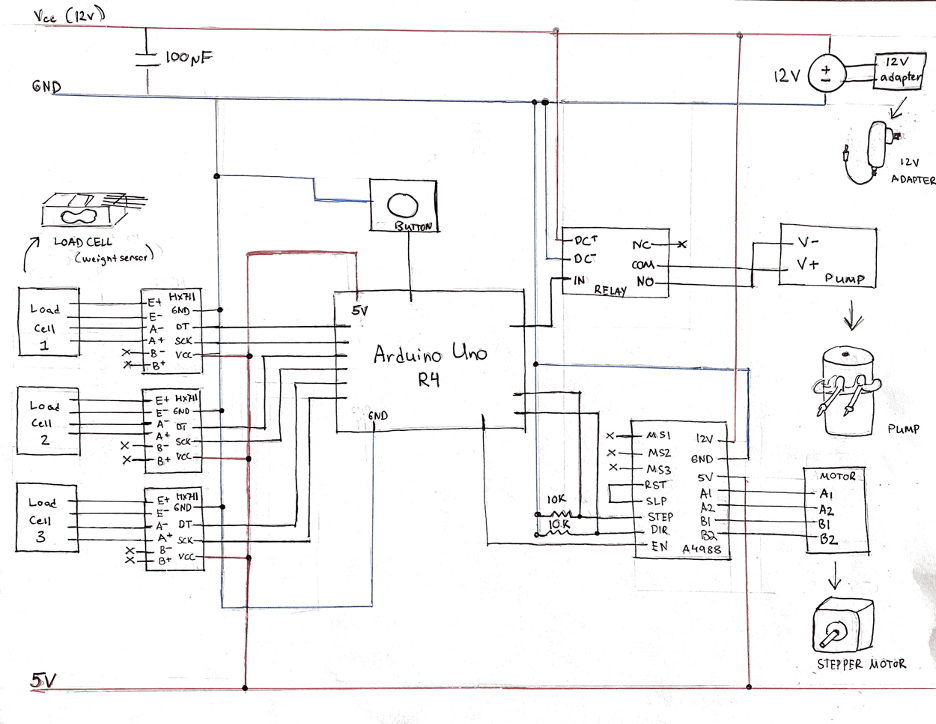 Vcc (12V)
100nF
GND
12V
12V
adapter
12V
ADAPTER
LOAD CELL
(weight sensor)
BUTTON
DC+
DC-
IN
NC
COM
NO
RELAY
V-
V+
PUMP
PUMP
Load
Cell
1
E+
E-
A-
A+
B-
B+
HX711
GND
DT
SCK
VCC
Load
Cell
2
E+
E-
A-
A+
B-
B+
HX711
GND
DT
SCK
VCC
Load
Cell
3
E+
E-
A-
A+
B-
B+
HX711
GND
DT
SCK
VCC
5V
Arduino Uno
R4
GND
10K
10K
MS1
MS2
MS3
RST
SLP
STEP
DIR
EN
12V
GND
5V
A1
A2
B1
B2
A4988
MOTOR
A1
A2
B1
B2
STEPPER MOTOR
5V